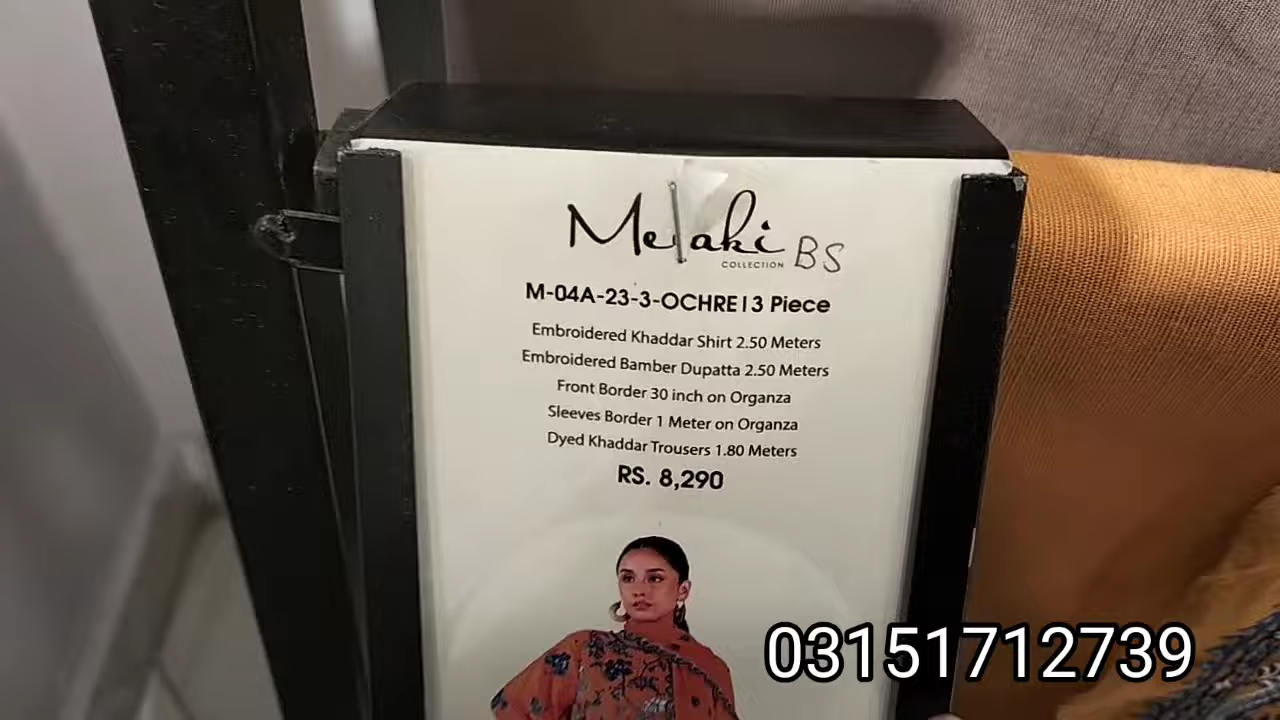 Meraki BS
COLLECTION
M-04A-23-3-OCHRE|3 Piece
Embroidered Khaddar Shirt 2.50 Meters
Embroidered Bamber Dupatta 2.50 Meters
Front Border 30 inch on Organza
Sleeves Border 1 Meter on Organza
Dyed Khaddar Trousers 1.80 Meters
RS. 8,290
03151712739